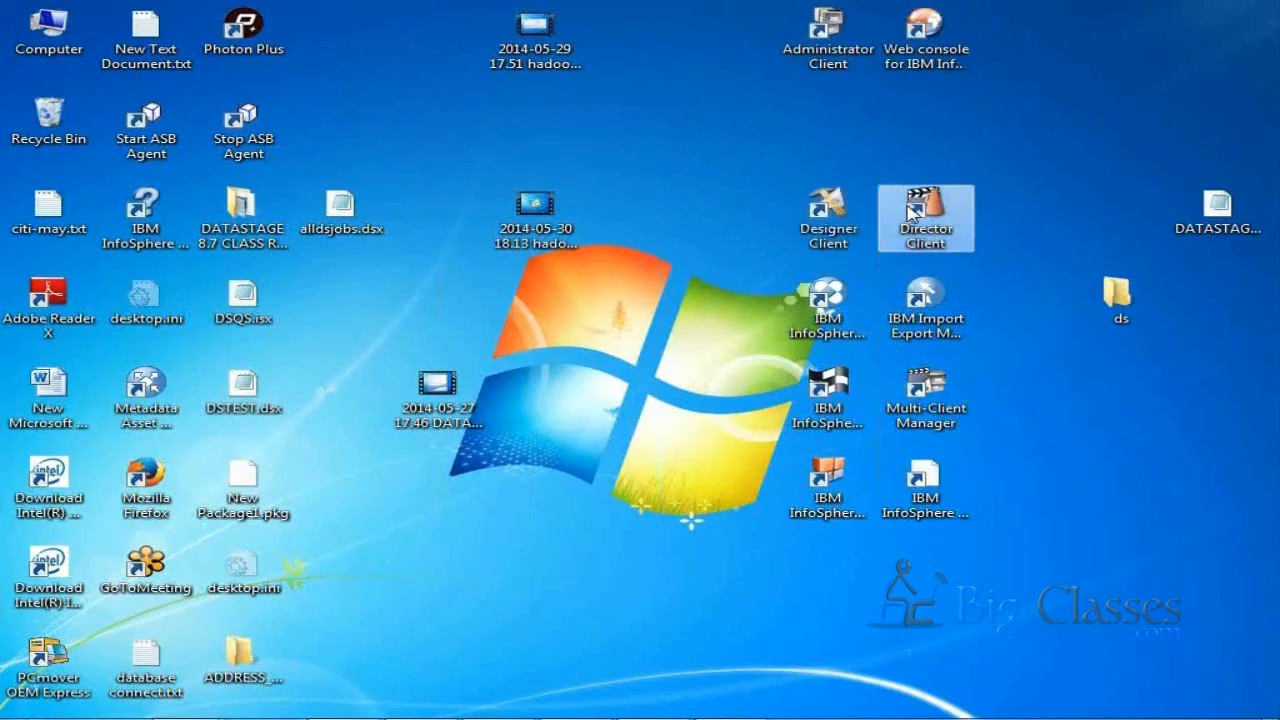 Computer
New Text
Document.txt
Photon Plus
2014-05-29
17.51 hadoo...
Administrator
Client
Web console
for IBM Inf...
Recycle Bin
Start ASB
Agent
Stop ASB
Agent
citi-may.txt
IBM
InfoSphere ...
DATASTAGE
8.7 CLASS R...
alldsjobs.dsx
2014-05-30
18.13 hado...
Designer
Client
Director
Client
DATASTAG...
Adobe Reader
X
desktop.ini
DSQS.isx
IBM
InfoSpher...
IBM Import
Export M...
ds
New
Microsoft ...
Metadata
Asset ...
DSTEST.dsx
2014-05-27
17.46 DATA...
IBM
InfoSphe...
Multi-Client
Manager
Download
Intel(R) ...
Mozilla
Firefox
New
Package1.pkg
IBM
InfoSpher...
IBM
InfoSphere ...
Download
Intel(R) I...
GoToMeeting
desktop.ini
Big Classes
.com
PCmover
OEM Express
database
connect.txt
ADDRESS_...